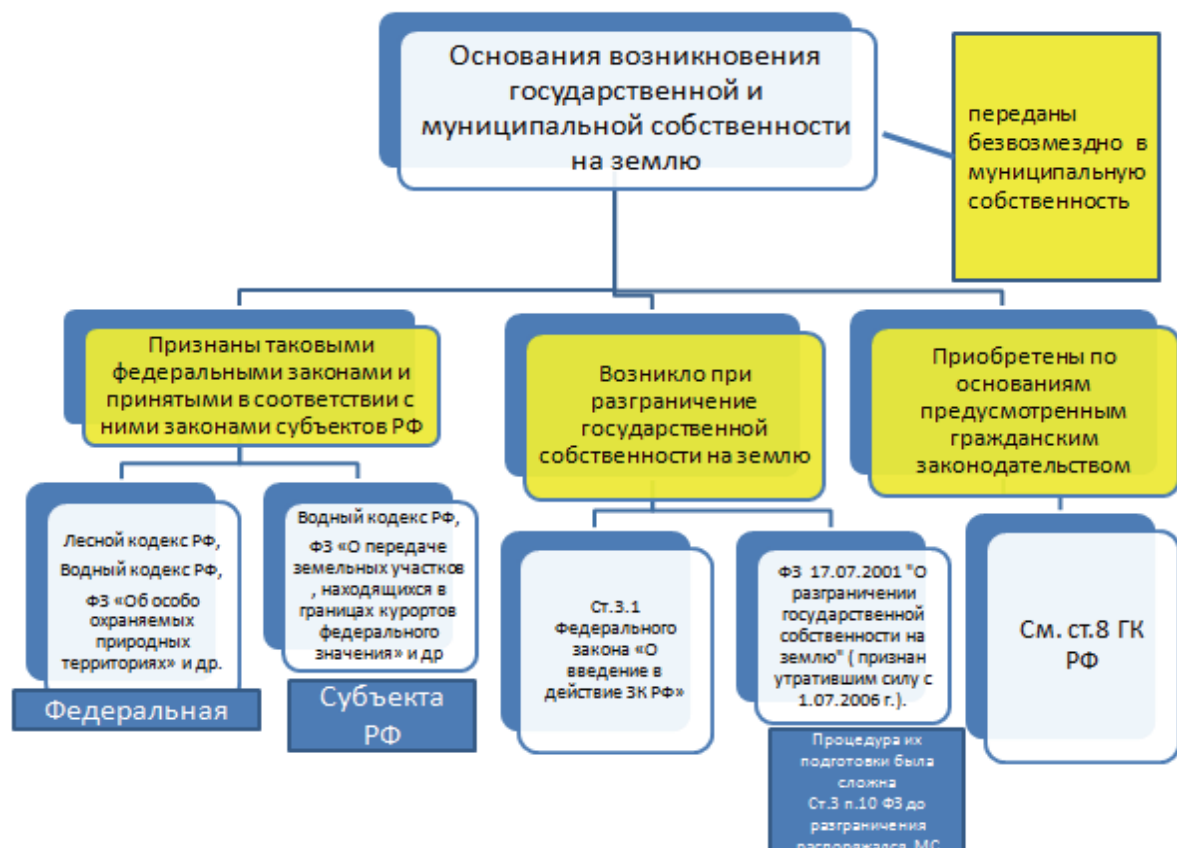 Основания возникновения
государственной и
муниципальной собственности
на землю
переданы
безвозмездно в
муниципальную
собственность
Признаны таковыми
федеральными законами и
принятыми в соответствии с
ними законами субъектов РФ
Возникло при
разграничение
государственной
собственности на землю
Приобретены по
основаниям
предусмотренным
гражданским
законодательством
Лесной кодекс РФ,
Водный кодекс РФ,
ФЗ «Об особо
охраняемых
природных
территориях» и др.
Федеральная
Водный кодекс РФ,
ФЗ «О передаче
земельных участков
, находящихся в
границах курортов
федерального
значения» и др
Субъекта
РФ
Ст.3.1
Федерального
закона «О
введение в
действие ЗК РФ»
ФЗ 17.07.2001 "О
разграничении
государственной
собственности на
землю" ( признан
утратившим силу с
1.07.2006 г.).
Процедура их
подготовки была
сложна
Ст.3 п.10 ФЗ до
разграничения
распоряжался МС
См. ст.8 ГК
РФ